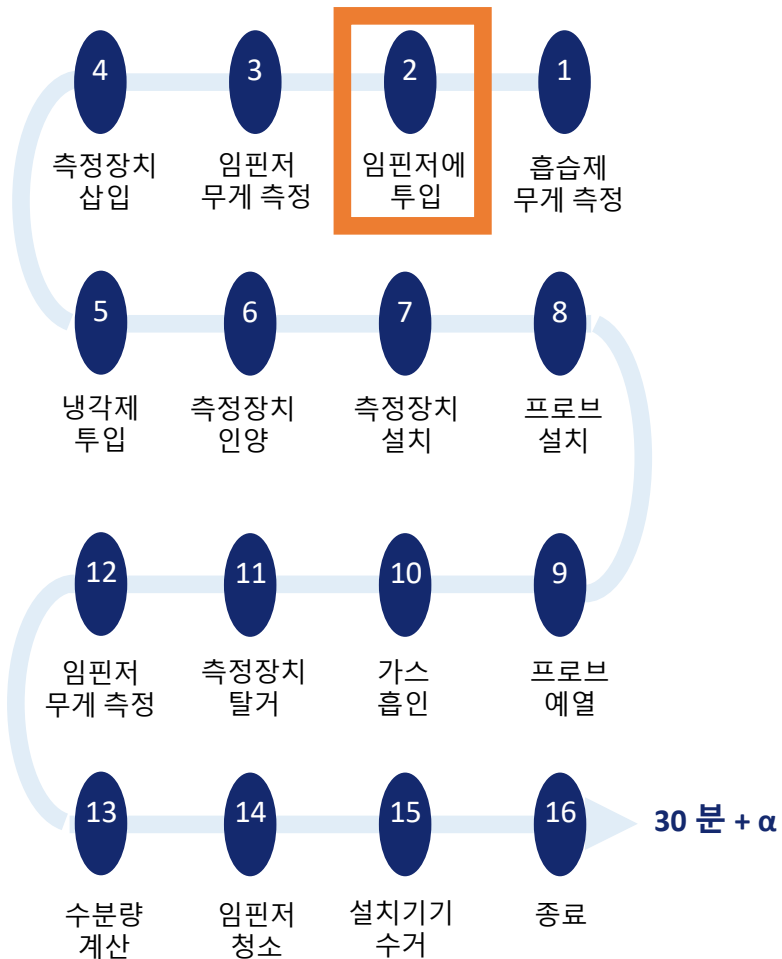 4
3
2
1
측정장치
삽입
임핀저
무게 측정
임핀저에
투입
흡습제
무게 측정
5
6
7
8
냉각제
투입
측정장치
인양
측정장치
설치
프로브
설치
12
11
10
9
임핀저
무게 측정
측정장치
탈거
가스
흡인
프로브
예열
13
14
15
16
30 분 + α
수분량
계산
임핀저
청소
설치기기
수거
종료